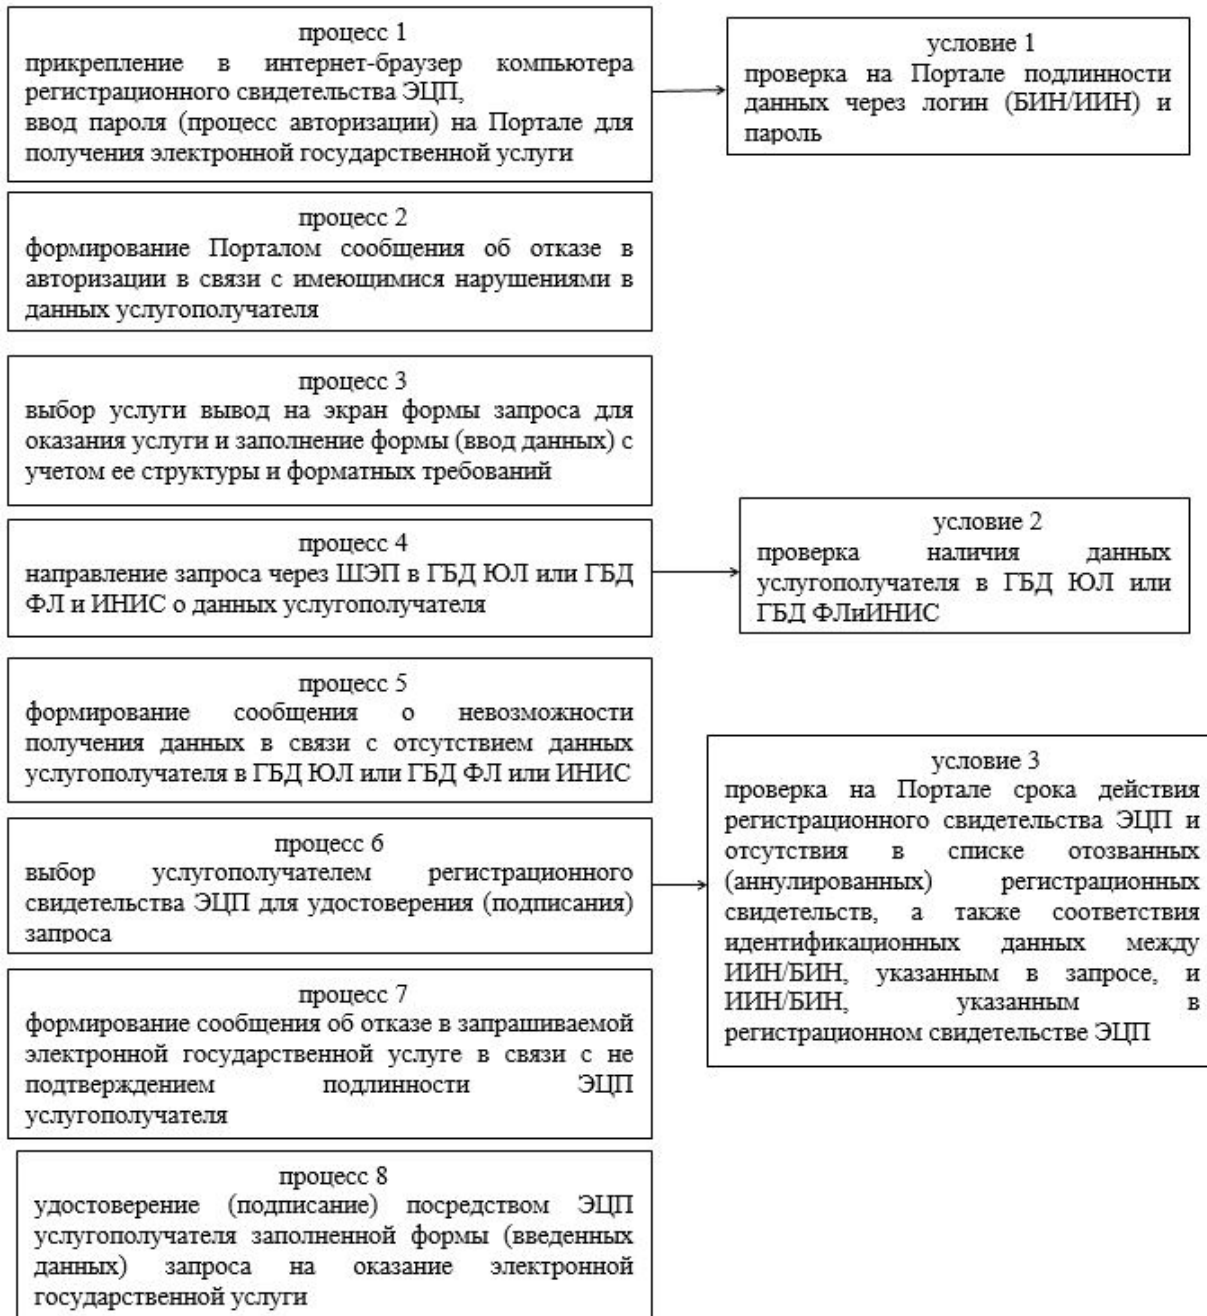 процесс 1
прикрепление в интернет-браузер компьютера
регистрационного свидетельства ЭЦП,
ввод пароля (процесс авторизации) на Портале для
получения электронной государственной услуги
условие 1
проверка на Портале подлинности
данных через логин (БИН/ИИН) и
пароль
процесс 2
формирование Порталом сообщения об отказе в
авторизации в связи с имеющимися нарушениями в
данных услугополучателя
процесс 3
выбор услуги вывод на экран формы запроса для
оказания услуги и заполнение формы (ввод данных) с
учетом ее структуры и форматных требований
процесс 4
направление запроса через ШЭП в ГБД ЮЛ или ГБД
ФЛ и ИНИС о данных услугополучателя
условие 2
проверка наличия данных
услугополучателя в ГБД ЮЛ или
ГБД ФЛиИНИС
процесс 5
формирование сообщения о невозможности
получения данных в связи с отсутствием данных
услугополучателя в ГБД ЮЛ или ГБД ФЛ или ИНИС
процесс 6
выбор услугополучателем регистрационного
свидетельства ЭЦП для удостоверения (подписания)
запроса
условие 3
проверка на Портале срока действия
регистрационного свидетельства ЭЦП и
отсутствия в списке отозванных
(аннулированных) регистрационных
свидетельств, а также соответствия
идентификационных данных между
ИИН/БИН, указанным в запросе, и
ИИН/БИН, указанным в
регистрационном свидетельстве ЭЦП
процесс 7
формирование сообщения об отказе в запрашиваемой
электронной государственной услуге в связи с не
подтверждением подлинности ЭЦП
услугополучателя
процесс 8
удостоверение (подписание) посредством ЭЦП
услугополучателя заполненной формы (введенных
данных) запроса на оказание электронной
государственной услуги